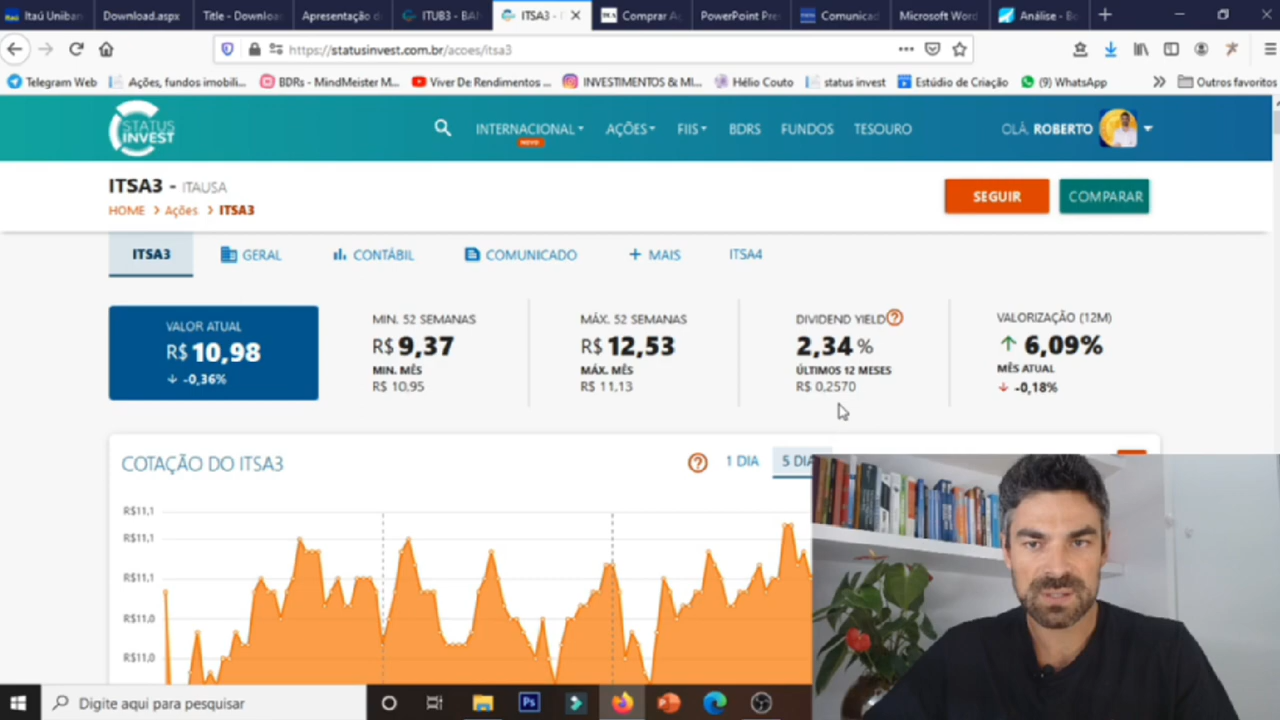 Itaú Uniban
Download.aspx
Title - Downloa
Apresentação d
ITUB3 - BAN
ITSA3 - I
Comprar A
PowerPoint Pre
Comunicad
Microsoft Word
Análise - Bo
https://statusinvest.com.br/acoes/itsa3
Telegram Web
Ações, fundos imobili...
BDRs - MindMeister M...
Viver De Rendimentos ...
INVESTIMENTOS & MI...
Hélio Couto
status invest
Estúdio de Criação
(9) WhatsApp
Outros favoritos
STATUS INVEST
INTERNACIONAL
NOVO
AÇÕES
FIIS
BDRS
FUNDOS
TESOURO
OLÁ, ROBERTO
ITSA3 - ITAUSA
HOME > Ações > ITSA3
SEGUIR
COMPARAR
ITSA3
GERAL
CONTÁBIL
COMUNICADO
+ MAIS
ITSA4
VALOR ATUAL
R$ 10,98
-0,36%
MIN. 52 SEMANAS
R$ 9,37
MIN. MÊS
R$ 10,95
MÁX. 52 SEMANAS
R$ 12,53
MÁX. MÊS
R$ 11,13
DIVIDEND YIELD
2,34 %
ÚLTIMOS 12 MESES
R$ 0,2570
VALORIZAÇÃO (12M)
6,09%
MÊS ATUAL
-0,18%
COTAÇÃO DO ITSA3
1 DIA
5 DIA
R$11,1
R$11,1
R$11,1
R$11,0
R$11,0
Digite aqui para pesquisar